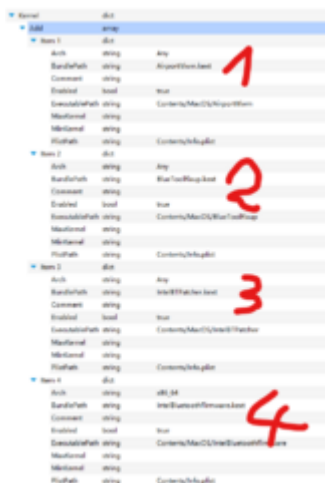 Kernel dict
Add array
Item 1 dict
Arch string Any
BundlePath string
Comment string
Enabled bool true
ExecutablePath string
MaxKernel string
MinKernel string
PlistPath string Contents/Info.plist
1
Item 2 dict
Arch string Any
BundlePath string BlueToolFixup.kext
Comment string
Enabled bool true
ExecutablePath string Contents/MacOS/BlueToolFixup
MaxKernel string
MinKernel string
PlistPath string Contents/Info.plist
2
Item 3 dict
Arch string Any
BundlePath string IntelBTPatcher.kext
Comment string
Enabled bool true
ExecutablePath string Contents/MacOS/IntelBTPatcher
MaxKernel string
MinKernel string
PlistPath string Contents/Info.plist
3
Item 4 dict
Arch string x86_64
BundlePath string IntelBluetoothFirmware.kext
Comment string
Enabled bool true
ExecutablePath string Contents/MacOS/IntelBluetoothFirmware
MaxKernel string
MinKernel string
PlistPath string Contents/Info.plist
4